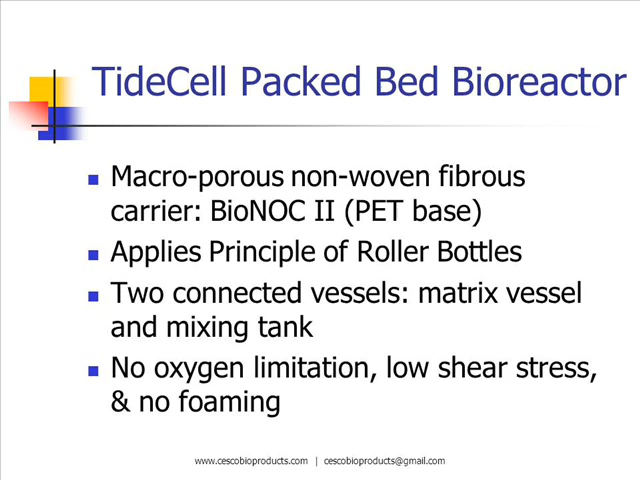 TideCell Packed Bed Bioreactor
Macro-porous non-woven fibrous
carrier: BioNOC II (PET base)
Applies Principle of Roller Bottles
Two connected vessels: matrix vessel
and mixing tank
No oxygen limitation, low shear stress,
& no foaming
www.cescobioproducts.com | cescobioproducts@gmail.com